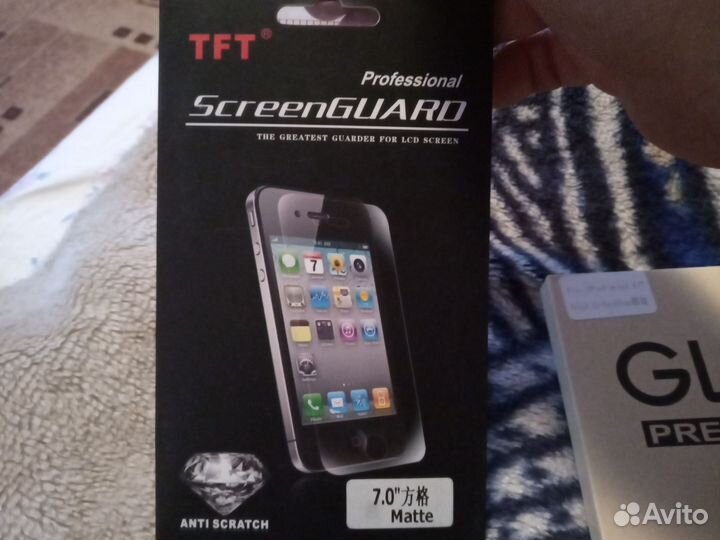 TFT®
Professional
ScreenGUARD
THE GREATEST GUARDER FOR LCD SCREEN
7
Settings
7.0"方格
Matte
ANTI SCRATCH
GL
PRE
Avito